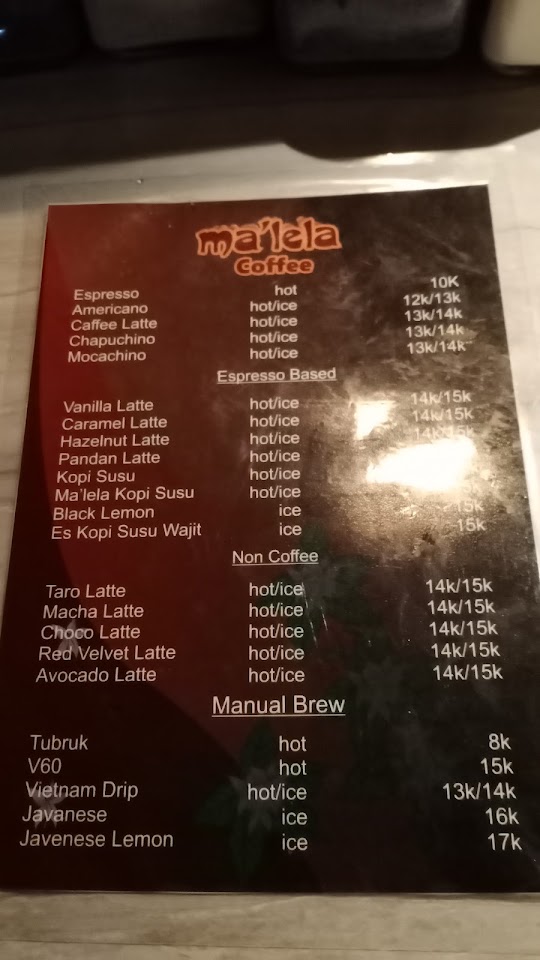 ma'lela
Coffee
Espresso hot 10K
Americano hot/ice 12k/13k
Caffee Latte hot/ice 13k/14k
Chapuchino hot/ice 13k/14k
Mocachino hot/ice 13k/14k
Espresso Based
Vanilla Latte hot/ice 14k/15k
Caramel Latte hot/ice 14k/15k
Hazelnut Latte hot/ice 14k/15k
Pandan Latte hot/ice
Kopi Susu hot/ice
Ma'lela Kopi Susu hot/ice
Black Lemon ice 15k
Es Kopi Susu Wajit ice 15k
Non Coffee
Taro Latte hot/ice 14k/15k
Macha Latte hot/ice 14k/15k
Choco Latte hot/ice 14k/15k
Red Velvet Latte hot/ice 14k/15k
Avocado Latte hot/ice 14k/15k
Manual Brew
Tubruk hot 8k
V60 hot 15k
Vietnam Drip hot/ice 13k/14k
Javanese ice 16k
Javenese Lemon ice 17k